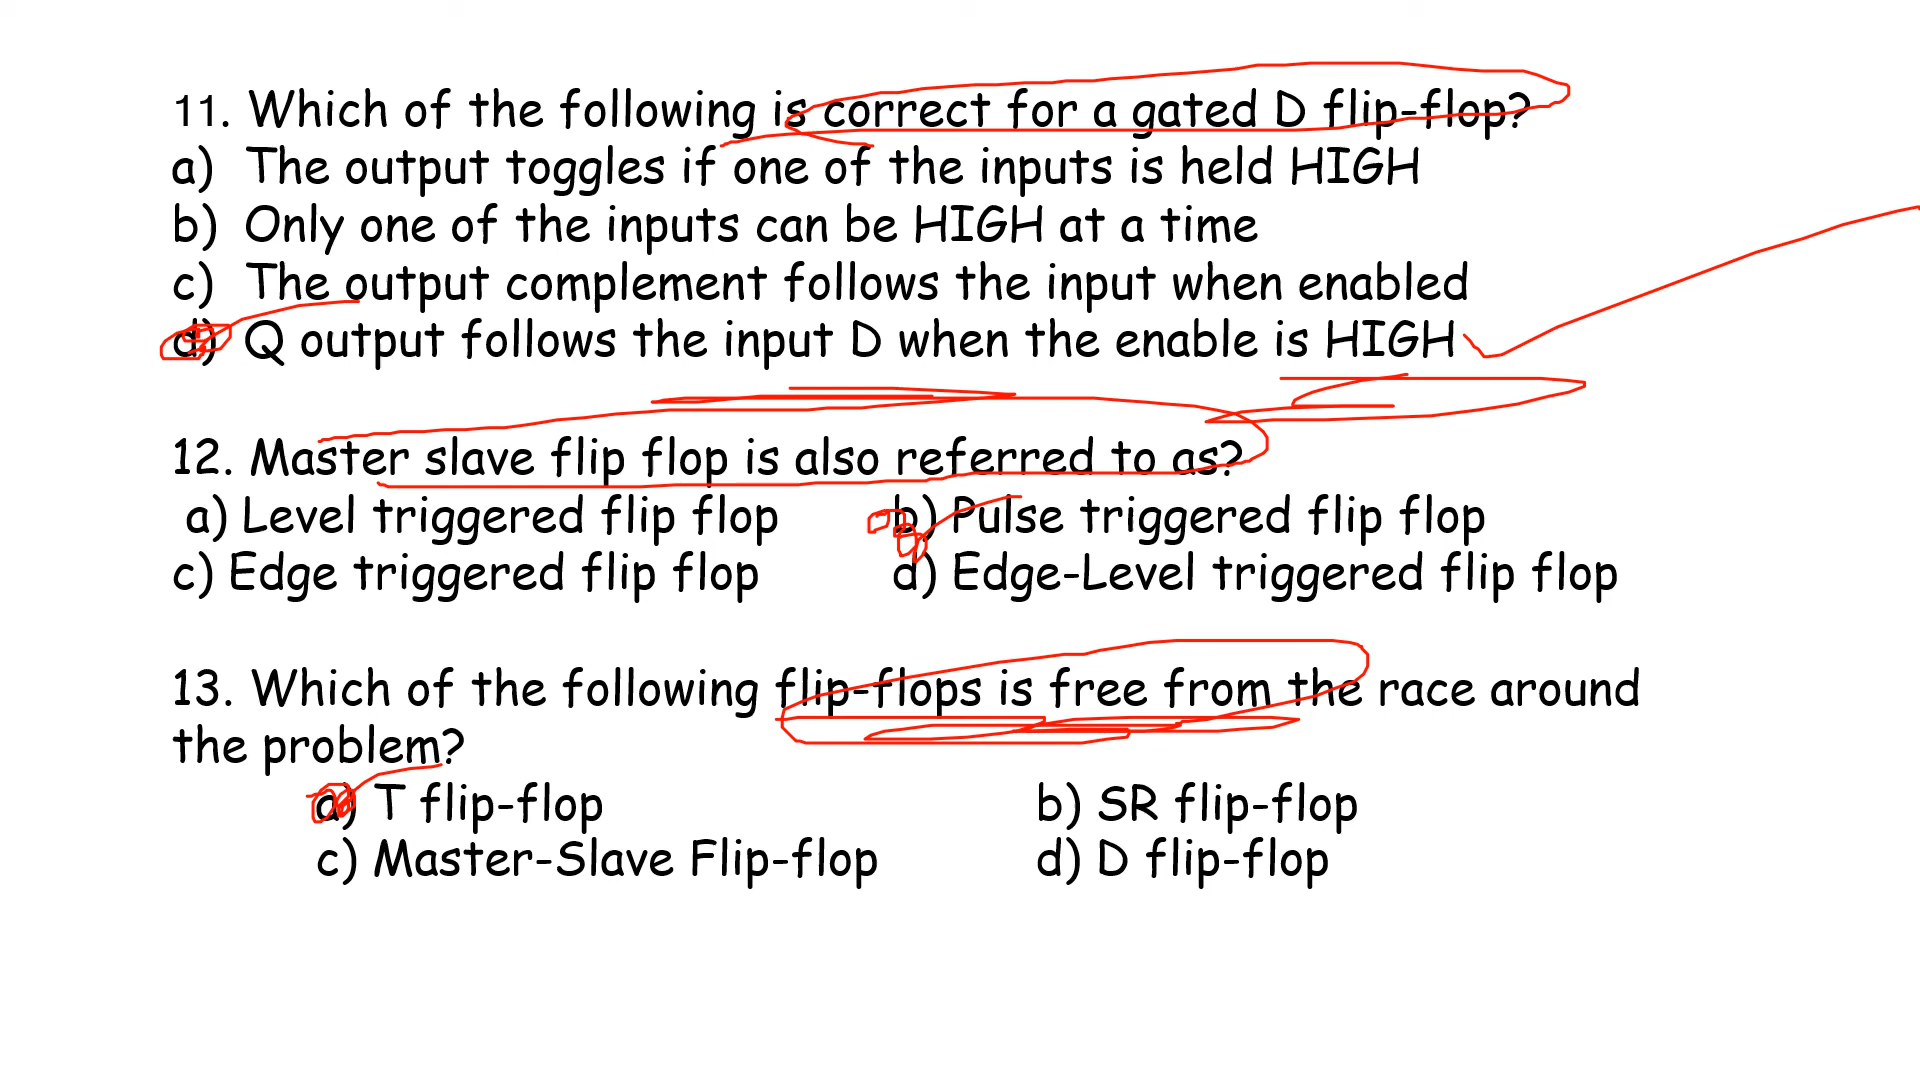 11. Which of the following is correct for a gated D flip-flop?
a) The output toggles if one of the inputs is held HIGH
b) Only one of the inputs can be HIGH at a time
c) The output complement follows the input when enabled
d) Q output follows the input D when the enable is HIGH
12. Master slave flip flop is also referred to as?
a) Level triggered flip flop b) Pulse triggered flip flop
c) Edge triggered flip flop d) Edge-Level triggered flip flop
13. Which of the following flip-flops is free from the race around
the problem?
a) T flip-flop b) SR flip-flop
c) Master-Slave Flip-flop d) D flip-flop